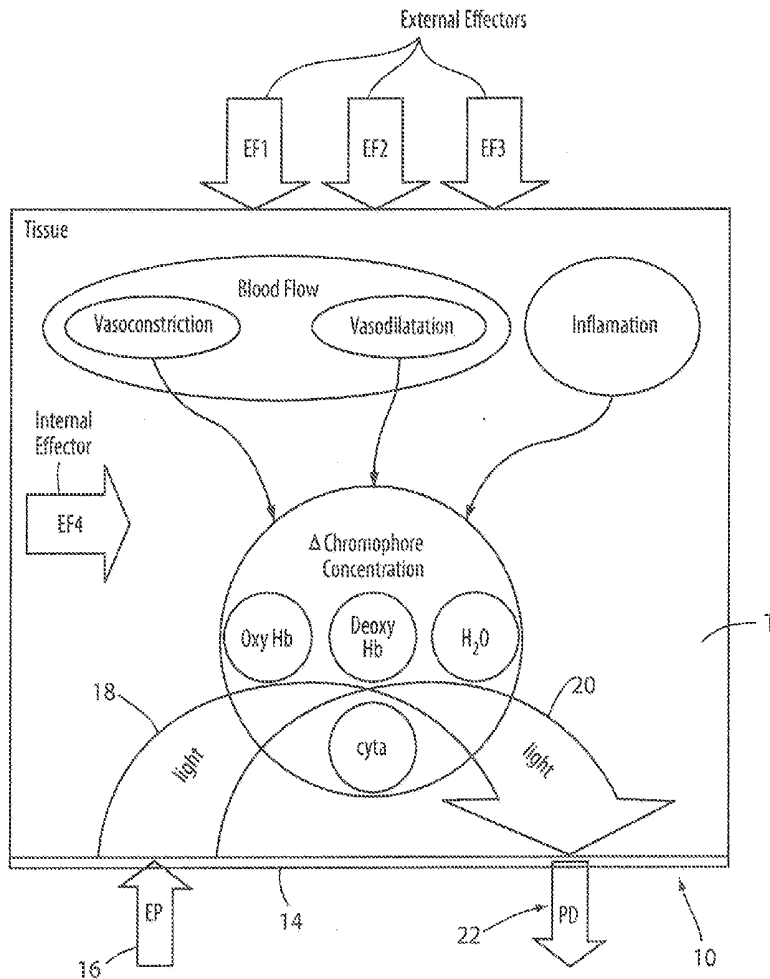 External Effectors
EF1
EF2
EF3
Tissue
Blood Flow
Vasoconstriction
Vasodilatation
Inflamation
Internal
Effector
EF4
Δ Chromophore
Concentration
Oxy Hb
Deoxy
Hb
H₂O
T
18
20
light
cyta
light
EP
14
22
PD
16
10